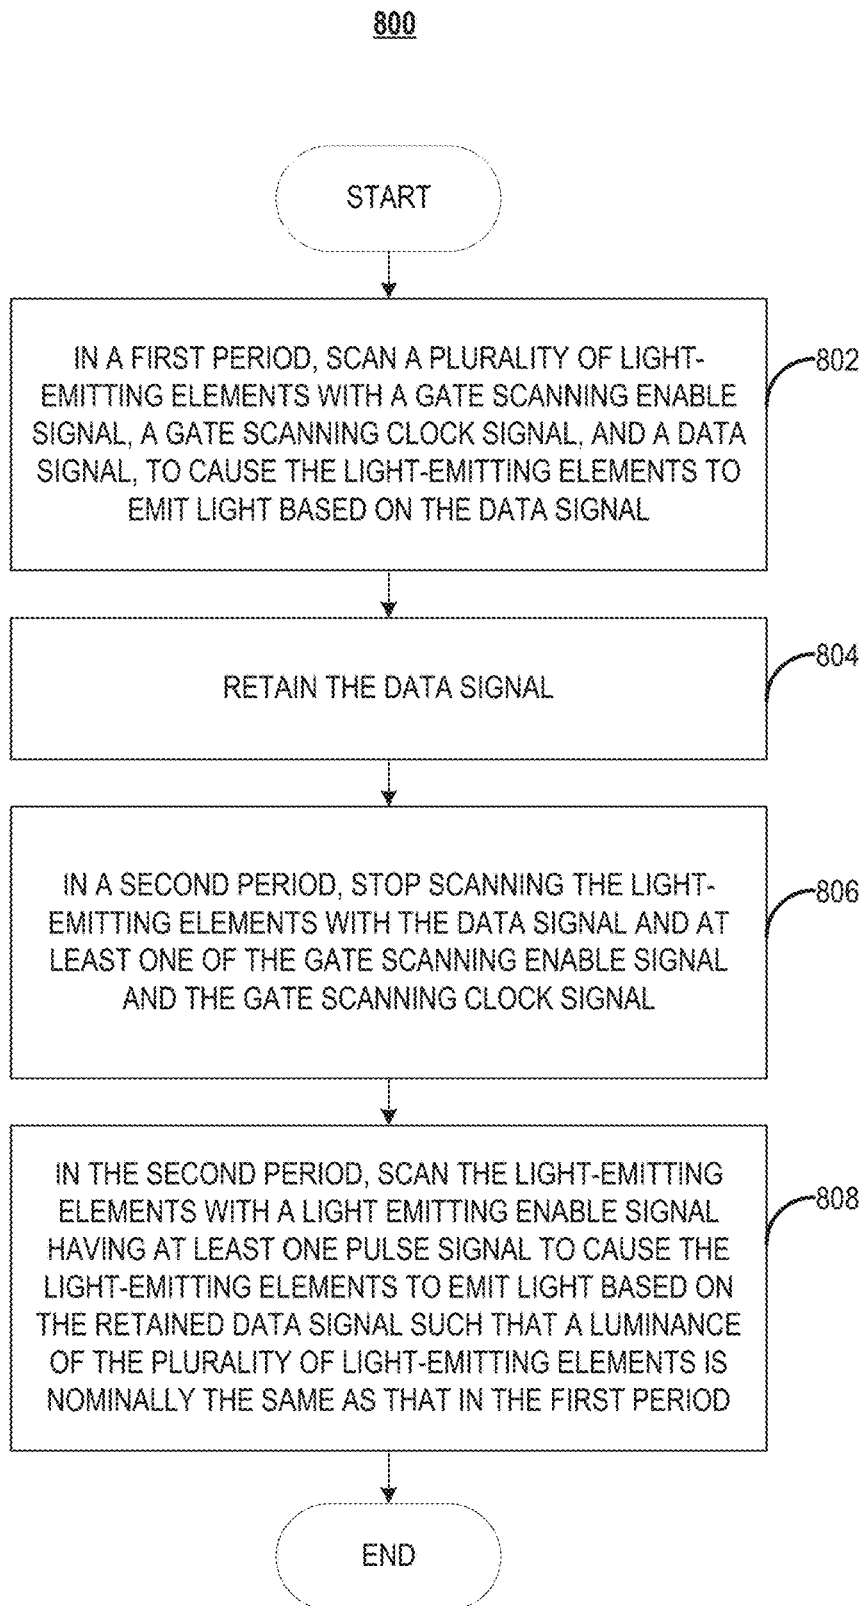 800
START
IN A FIRST PERIOD, SCAN A PLURALITY OF LIGHT-
EMITTING ELEMENTS WITH A GATE SCANNING ENABLE
SIGNAL, A GATE SCANNING CLOCK SIGNAL, AND A DATA
SIGNAL, TO CAUSE THE LIGHT-EMITTING ELEMENTS TO
EMIT LIGHT BASED ON THE DATA SIGNAL
802
RETAIN THE DATA SIGNAL
804
IN A SECOND PERIOD, STOP SCANNING THE LIGHT-
EMITTING ELEMENTS WITH THE DATA SIGNAL AND AT
LEAST ONE OF THE GATE SCANNING ENABLE SIGNAL
AND THE GATE SCANNING CLOCK SIGNAL
806
IN THE SECOND PERIOD, SCAN THE LIGHT-EMITTING
ELEMENTS WITH A LIGHT EMITTING ENABLE SIGNAL
HAVING AT LEAST ONE PULSE SIGNAL TO CAUSE THE
LIGHT-EMITTING ELEMENTS TO EMIT LIGHT BASED ON
THE RETAINED DATA SIGNAL SUCH THAT A LUMINANCE
OF THE PLURALITY OF LIGHT-EMITTING ELEMENTS IS
NOMINALLY THE SAME AS THAT IN THE FIRST PERIOD
808
END